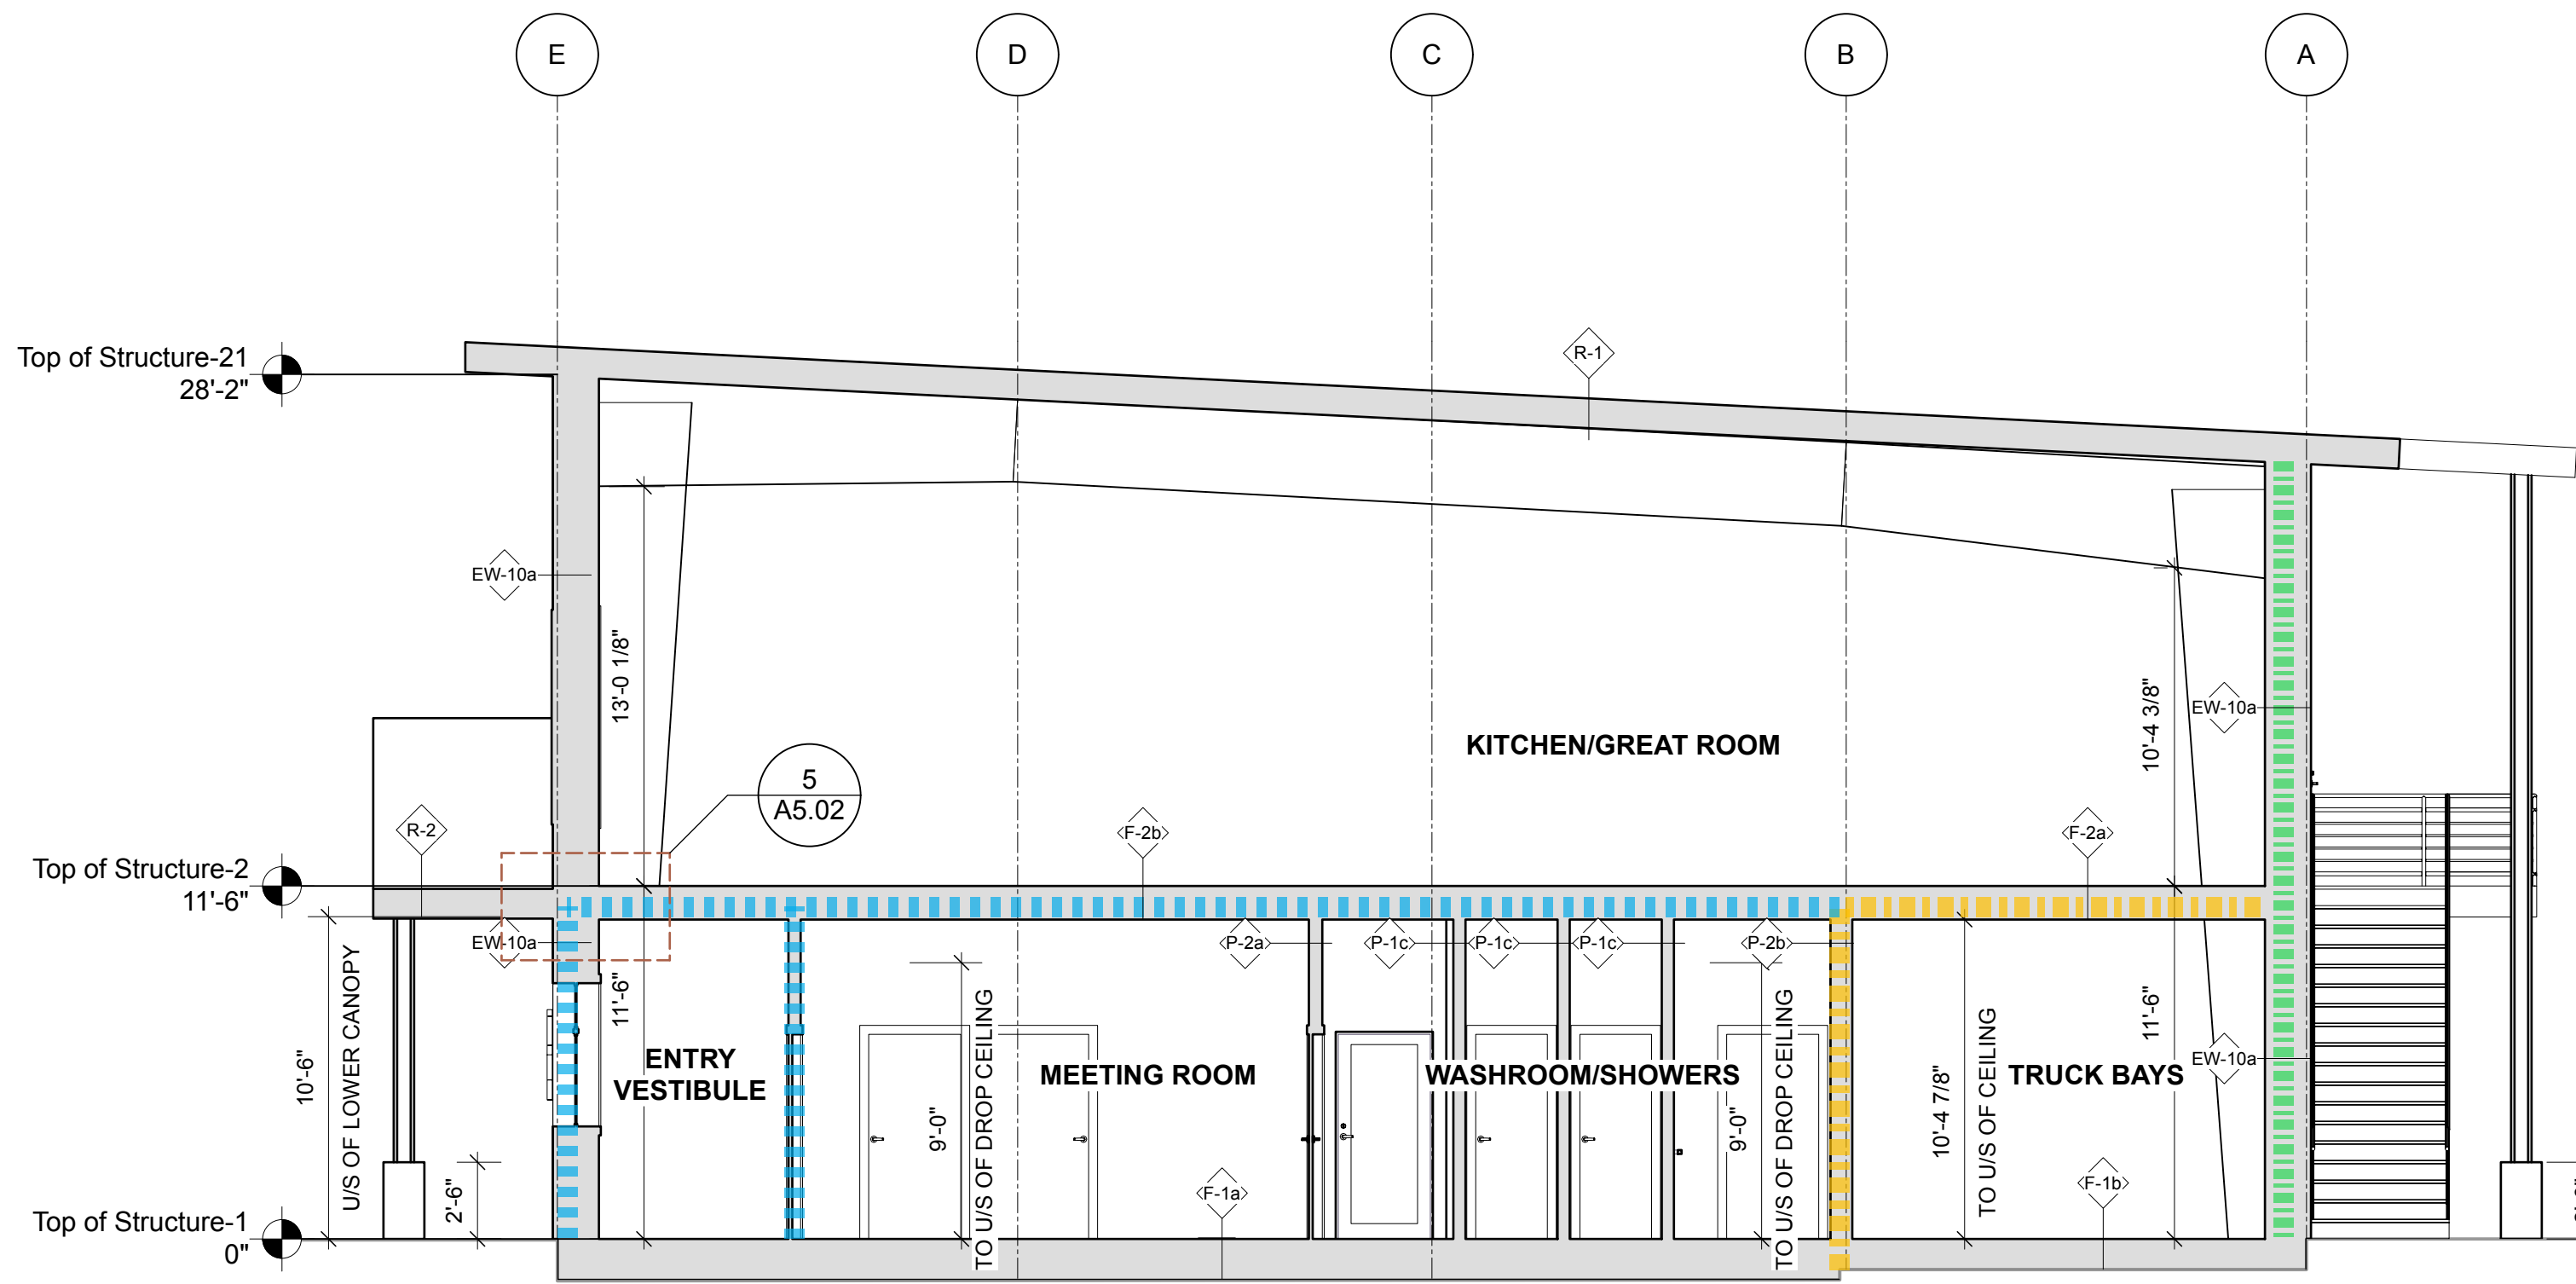 E
D
C
B
A
Top of Structure-21
28'-2"
R-1
EW-10a
13'-0 1/8"
10'-4 3/8"
EW-10a
KITCHEN/GREAT ROOM
5
A5.02
R-2
F-2b
F-2a
Top of Structure-2
11'-6"
EW-10a
P-2a
P-1c
P-1c
P-1c
P-2b
10'-6"
U/S OF LOWER CANOPY
2'-6"
11'-6"
ENTRY
VESTIBULE
9'-0"
TO U/S OF DROP CEILING
MEETING ROOM
WASHROOM/SHOWERS
9'-0"
TO U/S OF DROP CEILING
10'-4 7/8"
TO U/S OF CEILING
TRUCK BAYS
11'-6"
EW-10a
F-1a
F-1b
Top of Structure-1
0"